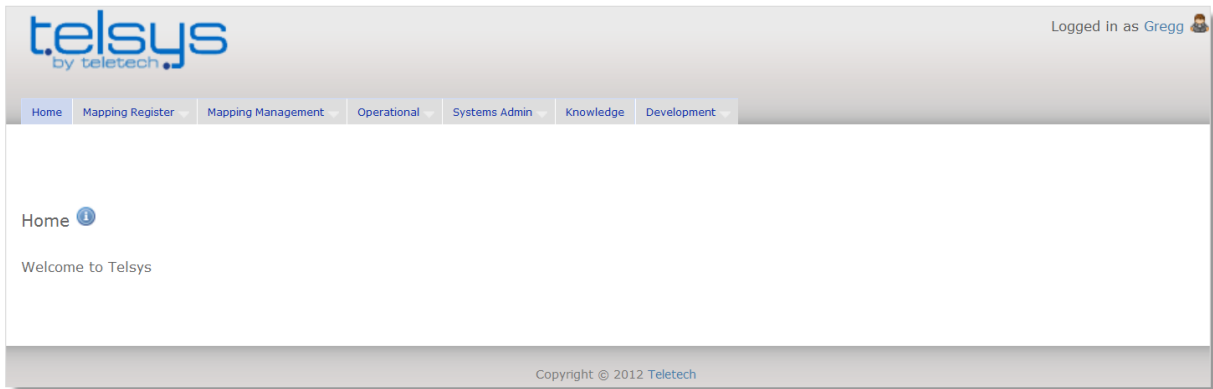 telsys
by teletech
Logged in as Gregg
Home Mapping Register Mapping Management Operational Systems Admin Knowledge Development
Home
Welcome to Telsys
Copyright © 2012 Teletech